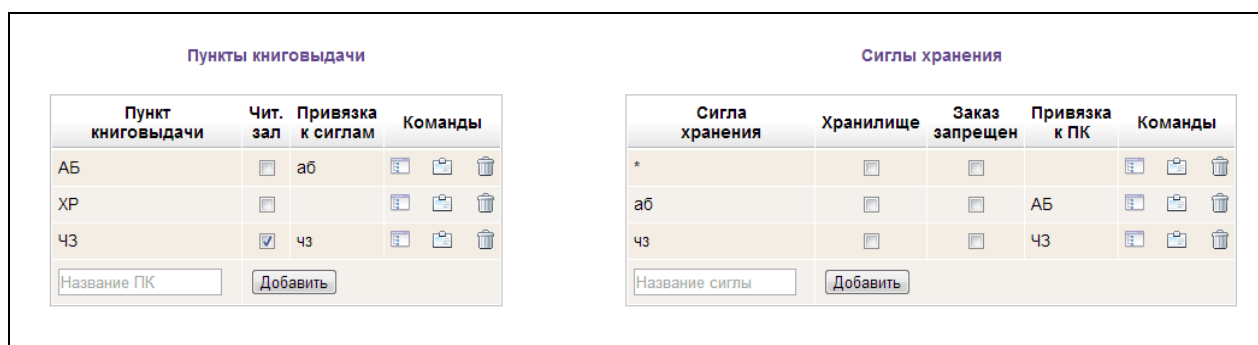 Пункты книговыдачи
Пункт книговыдачи Чит. зал Привязка к сиглам Команды
АБ аб
ХР
ЧЗ чз
Название ПК Добавить
Сиглы хранения
Сигла хранения Хранилище Заказ запрещен Привязка к ПК Команды
*
аб АБ
чз ЧЗ
Название сиглы Добавить